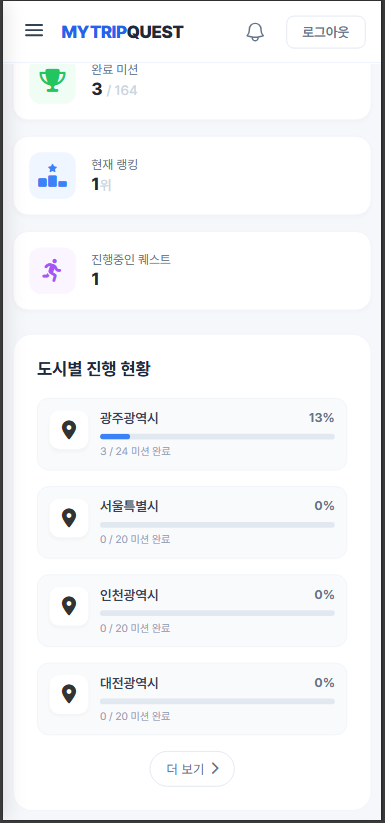 MYTRIPQUEST
로그아웃
완료 미션
3 / 164
현재 랭킹
1위
진행중인 퀘스트
1
도시별 진행 현황
광주광역시 13%
3 / 24 미션 완료
서울특별시 0%
0 / 20 미션 완료
인천광역시 0%
0 / 20 미션 완료
대전광역시 0%
0 / 20 미션 완료
더 보기